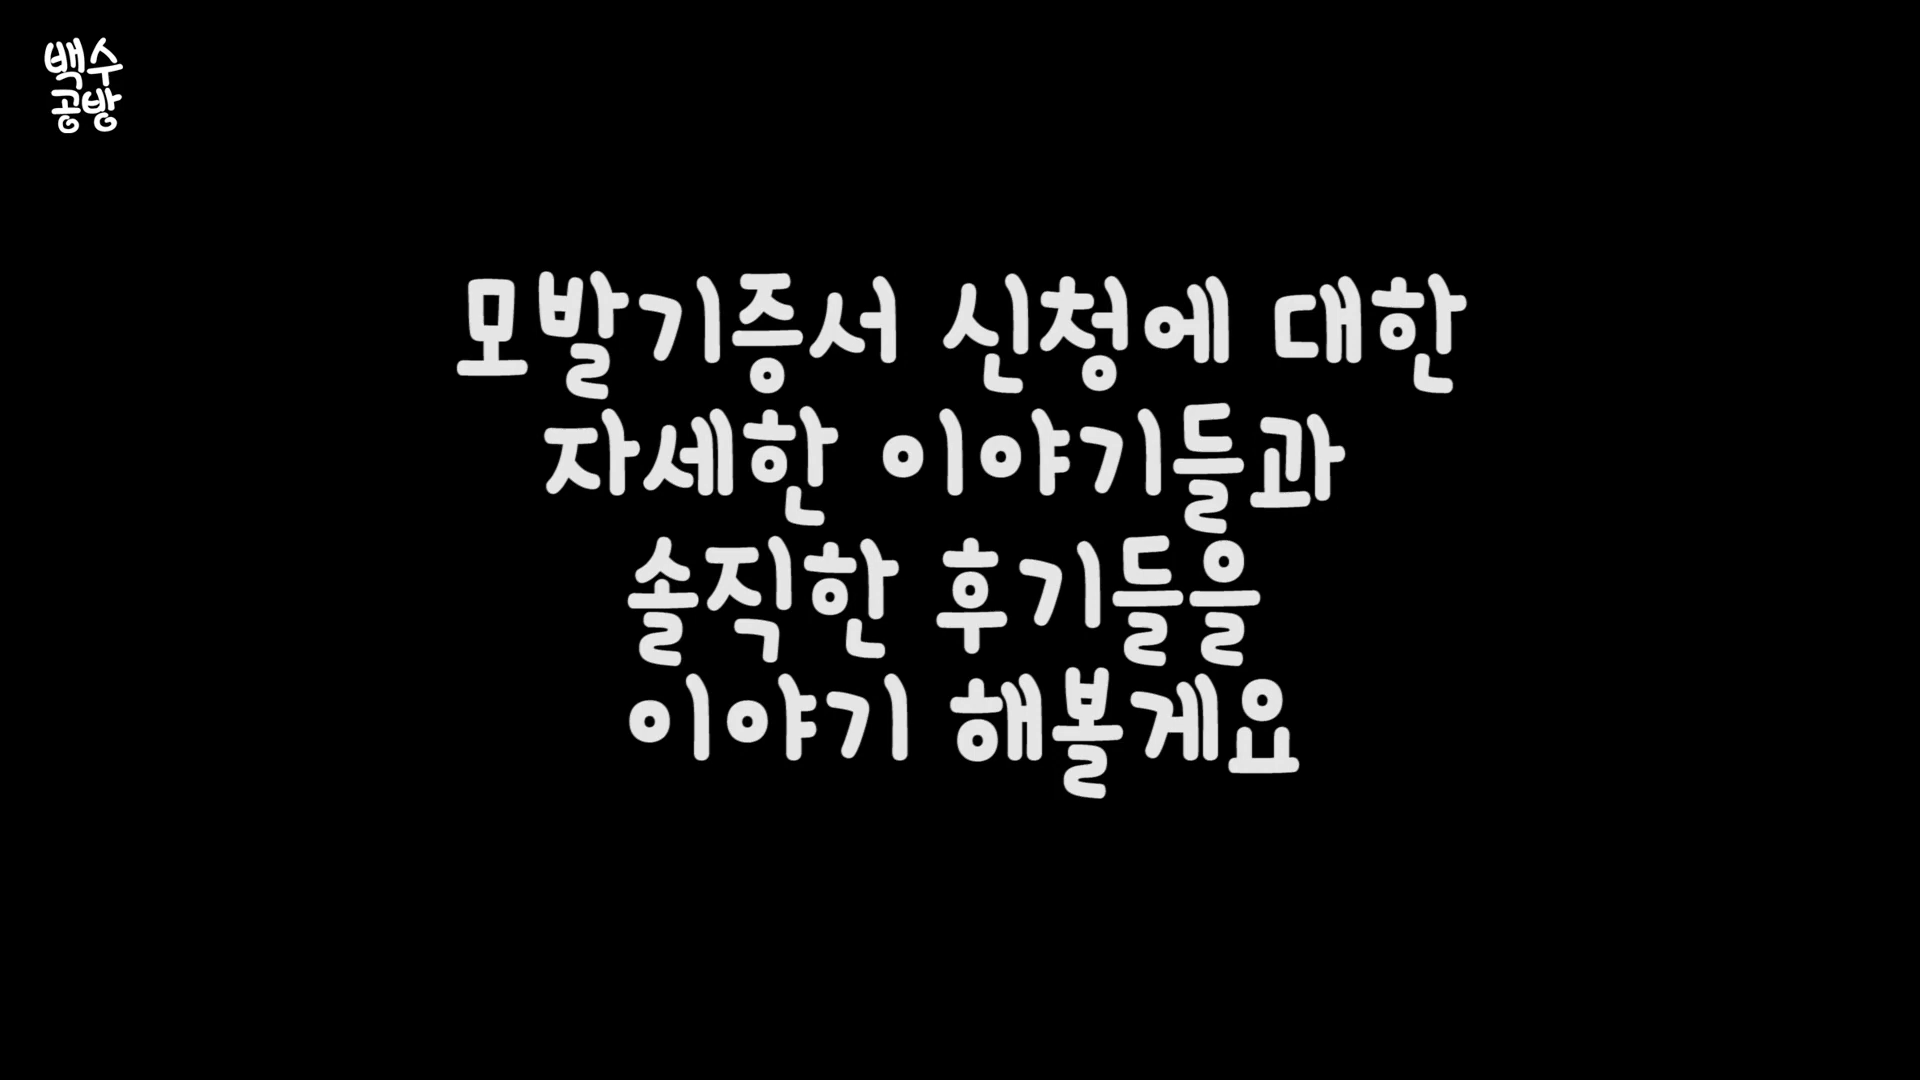 백수
공방
모발기증서 신청에 대한
자세한 이야기들과
솔직한 후기들을
이야기 해볼게요